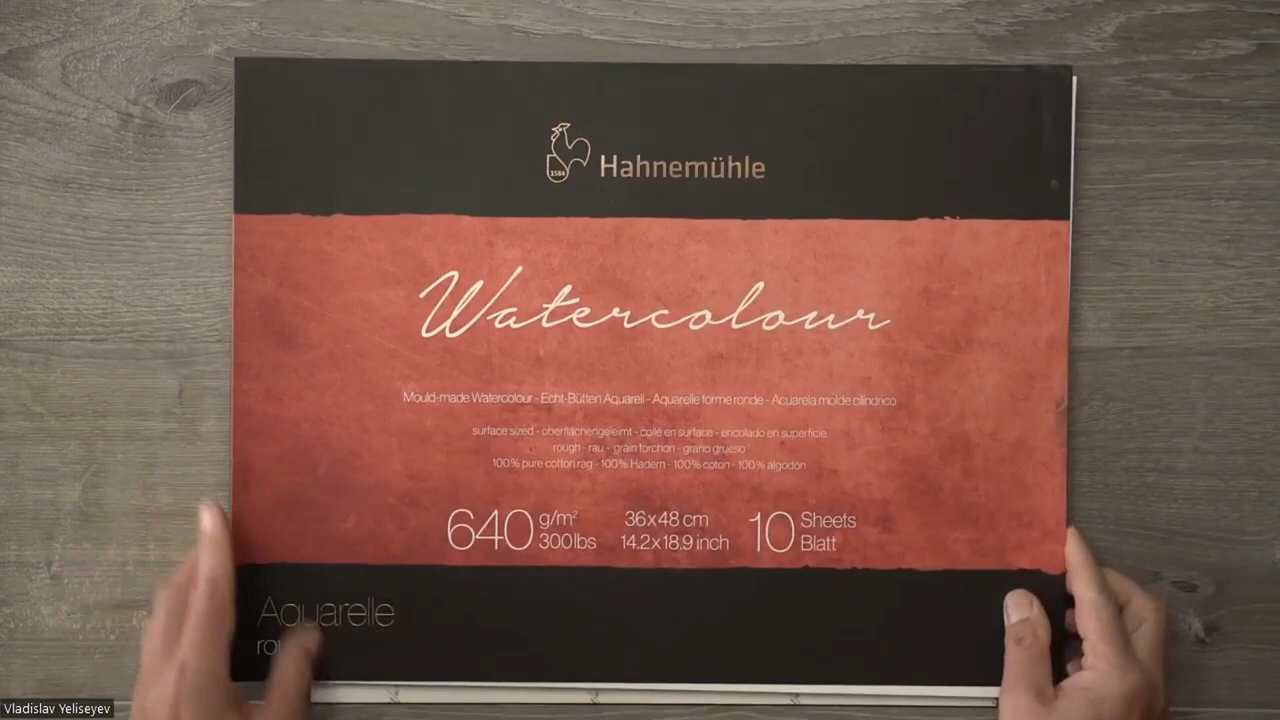 1584
Hahnemühle
Watercolour
Mould-made Watercolour - Echt-Bütten Aquarell - Aquarelle forme ronde - Acuarela molde cilíndrico
surface sized - oberflächengeleimt - collé en surface - encolado en superficie
rough - rau - grain torchon - grano grueso
100% pure cotton rag - 100% Hadern - 100% coton - 100% algodón
640 g/m² 300lbs
36x48 cm
14.2x18.9 inch
10 Sheets Blatt
Aquarelle
Vladislav Yeliseyev